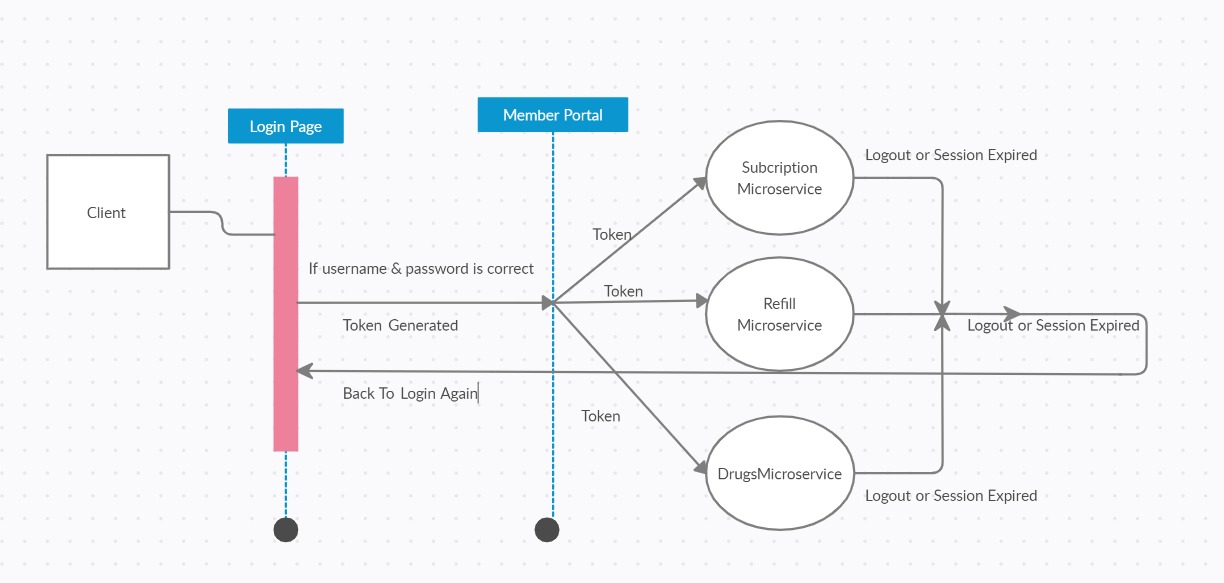 Login Page
Member Portal
Client
Subcription
Microservice
Logout or Session Expired
Token
If username & password is correct
Token
Refill
Microservice
Token Generated
Logout or Session Expired
Back To Login Again
Token
DrugsMicroservice
Logout or Session Expired